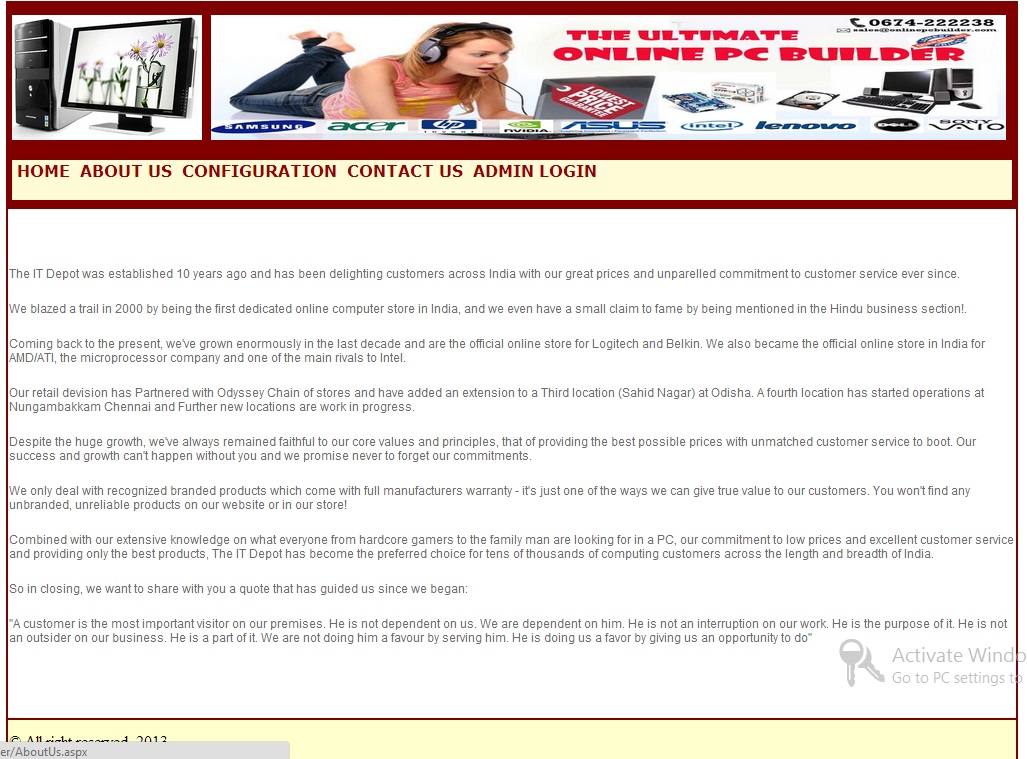 0674-222238
sales@onlinepcbuilder.com
THE ULTIMATE
ONLINE PC BUILDER
LOWEST PRICE GUARANTEE
SAMSUNG acer hp invent NVIDIA ASUS intel lenovo DELL SONY VAIO
HOME ABOUT US CONFIGURATION CONTACT US ADMIN LOGIN
The IT Depot was established 10 years ago and has been delighting customers across India with our great prices and unparelled commitment to customer service ever since.
We blazed a trail in 2000 by being the first dedicated online computer store in India, and we even have a small claim to fame by being mentioned in the Hindu business section!.
Coming back to the present, we've grown enormously in the last decade and are the official online store for Logitech and Belkin. We also became the official online store in India for
AMD/ATI, the microprocessor company and one of the main rivals to Intel.
Our retail devision has Partnered with Odyssey Chain of stores and have added an extension to a Third location (Sahid Nagar) at Odisha. A fourth location has started operations at
Nungambakkam Chennai and Further new locations are work in progress.
Despite the huge growth, we've always remained faithful to our core values and principles, that of providing the best possible prices with unmatched customer service to boot. Our
success and growth can't happen without you and we promise never to forget our commitments.
We only deal with recognized branded products which come with full manufacturers warranty - it's just one of the ways we can give true value to our customers. You won't find any
unbranded, unreliable products on our website or in our store!
Combined with our extensive knowledge on what everyone from hardcore gamers to the family man are looking for in a PC, our commitment to low prices and excellent customer service
and providing only the best products, The IT Depot has become the preferred choice for tens of thousands of computing customers across the length and breadth of India.
So in closing, we want to share with you a quote that has guided us since we began:
"A customer is the most important visitor on our premises. He is not dependent on us. We are dependent on him. He is not an interruption on our work. He is the purpose of it. He is not
an outsider on our business. He is a part of it. We are not doing him a favour by serving him. He is doing us a favor by giving us an opportunity to do"
Activate Windo
Go to PC settings to
© All right reserved, 2013
er/AboutUs.aspx